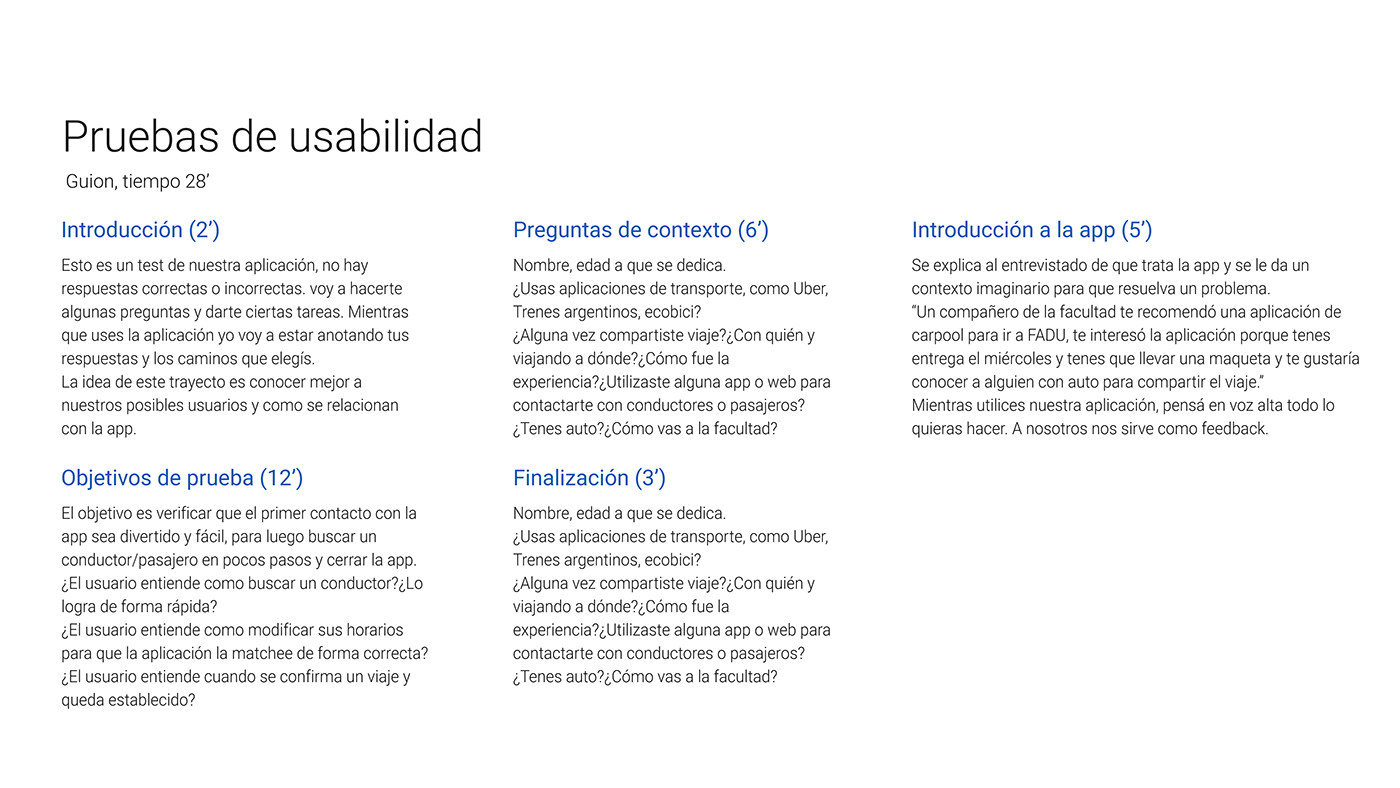 Pruebas de usabilidad
Guion, tiempo 28’
Introducción (2’)
Esto es un test de nuestra aplicación, no hay
respuestas correctas o incorrectas. voy a hacerte
algunas preguntas y darte ciertas tareas. Mientras
que uses la aplicación yo voy a estar anotando tus
respuestas y los caminos que elegís.
La idea de este trayecto es conocer mejor a
nuestros posibles usuarios y como se relacionan
con la app.
Preguntas de contexto (6’)
Nombre, edad a que se dedica.
¿Usas aplicaciones de transporte, como Uber,
Trenes argentinos, ecobici?
¿Alguna vez compartiste viaje?¿Con quién y
viajando a dónde?¿Cómo fue la
experiencia?¿Utilizaste alguna app o web para
contactarte con conductores o pasajeros?
¿Tenes auto?¿Cómo vas a la facultad?
Introducción a la app (5’)
Se explica al entrevistado de que trata la app y se le da un
contexto imaginario para que resuelva un problema.
“Un compañero de la facultad te recomendó una aplicación de
carpool para ir a FADU, te interesó la aplicación porque tenes
entrega el miércoles y tenes que llevar una maqueta y te gustaría
conocer a alguien con auto para compartir el viaje.”
Mientras utilices nuestra aplicación, pensá en voz alta todo lo
quieras hacer. A nosotros nos sirve como feedback.
Objetivos de prueba (12’)
El objetivo es verificar que el primer contacto con la
app sea divertido y fácil, para luego buscar un
conductor/pasajero en pocos pasos y cerrar la app.
¿El usuario entiende como buscar un conductor?¿Lo
logra de forma rápida?
¿El usuario entiende como modificar sus horarios
para que la aplicación la matchee de forma correcta?
¿El usuario entiende cuando se confirma un viaje y
queda establecido?
Finalización (3’)
Nombre, edad a que se dedica.
¿Usas aplicaciones de transporte, como Uber,
Trenes argentinos, ecobici?
¿Alguna vez compartiste viaje?¿Con quién y
viajando a dónde?¿Cómo fue la
experiencia?¿Utilizaste alguna app o web para
contactarte con conductores o pasajeros?
¿Tenes auto?¿Cómo vas a la facultad?